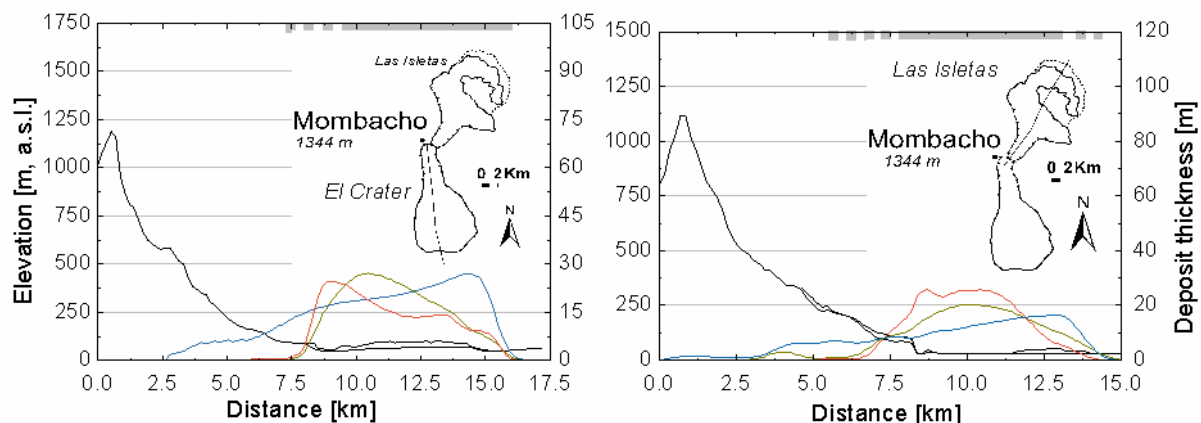 1750
1500
1250
1000
750
500
250
0
Elevation [m, a.s.l.]
105
90
75
60
45
30
15
0
0.0 2.5 5.0 7.5 10.0 12.5 15.0 17.5
Distance [km]
Las Isletas
Mombacho
1344 m
0 2Km
El Crater
N
1500
1250
1000
750
500
250
0
120
100
80
60
40
20
0
Deposit thickness [m]
0.0 2.5 5.0 7.5 10.0 12.5 15.0
Distance [km]
Las Isletas
Mombacho
1344 m
0 2Km
N